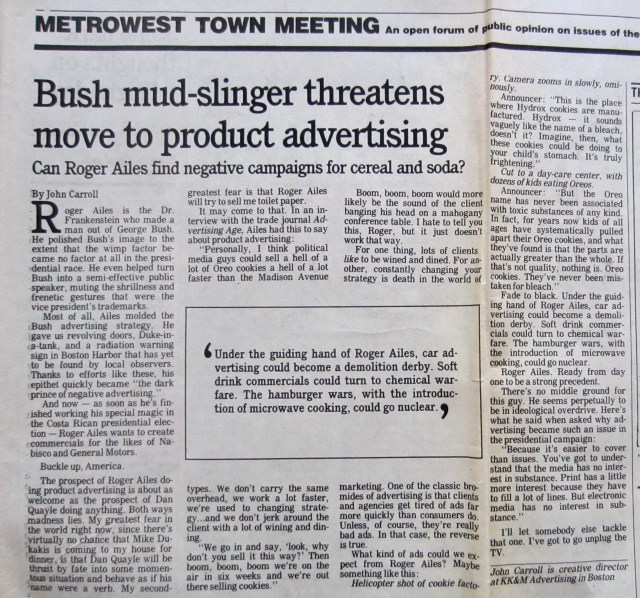 METROWEST TOWN MEETING An open forum of public opinion on issues of the
Bush mud-slinger threatens
move to product advertising
Can Roger Ailes find negative campaigns for cereal and soda?
By John Carroll
Roger Ailes is the Dr.
Frankenstein who made a
man out of George Bush.
He polished Bush's image to the
extent that the wimp factor be-
came no factor at all in the presi-
dential race. He even helped turn
Bush into a semi-effective public
speaker, muting the shrillness and
frenetic gestures that were the
vice president's trademarks.
Most of all, Ailes molded the
Bush advertising strategy. He
gave us revolving doors, Duke-in-
a-tank, and a radiation warning
sign in Boston Harbor that has yet
to be found by local observers.
Thanks to efforts like these, his
epithet quickly became "the dark
prince of negative advertising."
And now — as soon as he's fin-
ished working his special magic in
the Costa Rican presidential elec-
tion — Roger Ailes wants to create
commercials for the likes of Na-
bisco and General Motors.
Buckle up, America.
The prospect of Roger Ailes do-
ing product advertising is about as
welcome as the prospect of Dan
Quayle doing anything. Both ways
madness lies. My greatest fear in
the world right now, since there's
virtually no chance that Mike Du-
kakis is coming to my house for
dinner, is that Dan Quayle will be
thrust by fate into some momen-
tous situation and behave as if his
name were a verb. My second-
greatest fear is that Roger Ailes
will try to sell me toilet paper.
It may come to that. In an in-
terview with the trade journal Ad-
vertising Age, Ailes had this to say
about product advertising:
"Personally, I think political
media guys could sell a hell of a
lot of Oreo cookies a hell of a lot
faster than the Madison Avenue
types. We don't carry the same
overhead, we work a lot faster,
we're used to changing strate-
gy...and we don't jerk around the
client with a lot of wining and din-
ing.
"We go in and say, 'look, why
don't you sell it this way?' Then
boom, boom, boom we're on the
air in six weeks and we're out
there selling cookies."
Boom, boom, boom would more
likely be the sound of the client
banging his head on a mahogany
conference table. I hate to tell you
this, Roger, but it just doesn't
work that way.
For one thing, lots of clients
like to be wined and dined. For an-
other, constantly changing your
strategy is death in the world of
marketing. One of the classic bro-
mides of advertising is that clients
and agencies get tired of ads far
more quickly than consumers do.
Unless, of course, they're really
bad ads. In that case, the reverse
is true.
What kind of ads could we ex-
pect from Roger Ailes? Maybe
something like this:
Helicopter shot of cookie facto-
‘Under the guiding hand of Roger Ailes, car ad-
vertising could become a demolition derby. Soft
drink commercials could turn to chemical war-
fare. The hamburger wars, with the introduc-
tion of microwave cooking, could go nuclear.’
ry. Camera zooms in slowly, omi-
nously.
Announcer: "This is the place
where Hydrox cookies are manu-
factured. Hydrox — it sounds
vaguely like the name of a bleach,
doesn't it? Imagine, then, what
these cookies could be doing to
your child's stomach. It's truly
frightening."
Cut to a day-care center, with
dozens of kids eating Oreos.
Announcer: "But the Oreo
name has never been associated
with toxic substances of any kind.
In fact, for years now kids of all
ages have systematically pulled
apart their Oreo cookies, and what
they've found is that the parts are
actually greater than the whole. If
that's not quality, nothing is. Oreo
cookies. They've never been mis-
taken for bleach."
Fade to black. Under the guid-
ing hand of Roger Ailes, car ad-
vertising could become a demoli-
tion derby. Soft drink commer-
cials could turn to chemical war-
fare. The hamburger wars, with
the introduction of microwave
cooking, could go nuclear.
Roger Ailes. Ready from day
one to be a strong precedent.
There's no middle ground for
this guy. He seems perpetually to
be in ideological overdrive. Here's
what he said when asked why ad-
vertising became such an issue in
the presidential campaign:
"Because it's easier to cover
than issues. You've got to under-
stand that the media has no inter-
est in substance. Print has a little
more interest because they have
to fill a lot of lines. But electronic
media has no interest in sub-
stance."
I'll let somebody else tackle
that one. I've got to go unplug the
TV.
John Carroll is creative director
at KK&M Advertising in Boston
TH